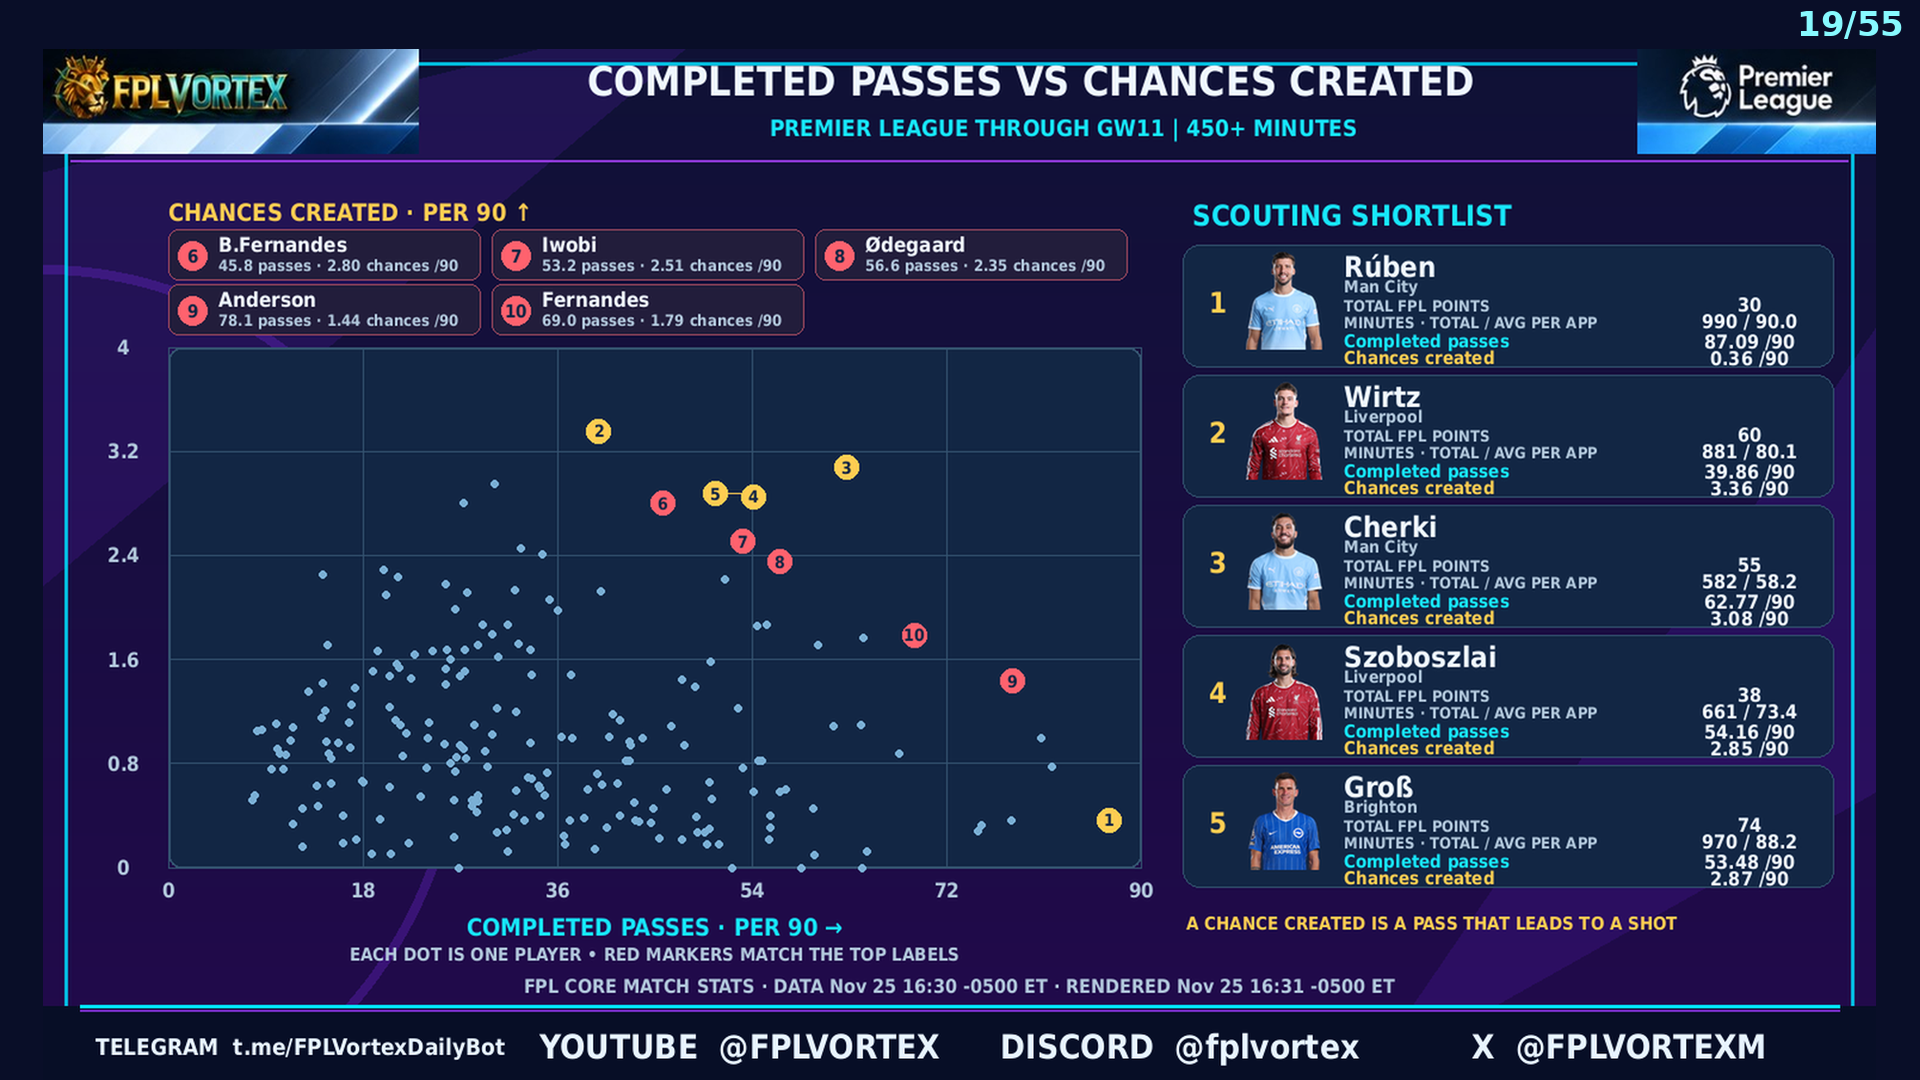 19/55
FPLVORTEX
COMPLETED PASSES VS CHANCES CREATED
PREMIER LEAGUE THROUGH GW11 | 450+ MINUTES
Premier
League
CHANCES CREATED · PER 90 ↑
6 B.Fernandes
45.8 passes · 2.80 chances /90
7 Iwobi
53.2 passes · 2.51 chances /90
8 Ødegaard
56.6 passes · 2.35 chances /90
9 Anderson
78.1 passes · 1.44 chances /90
10 Fernandes
69.0 passes · 1.79 chances /90
4
3.2
2.4
1.6
0.8
0
2
3
5
4
6
7
8
10
9
1
0 18 36 54 72 90
COMPLETED PASSES · PER 90 →
EACH DOT IS ONE PLAYER • RED MARKERS MATCH THE TOP LABELS
SCOUTING SHORTLIST
1
Rúben
Man City
TOTAL FPL POINTS 30
MINUTES · TOTAL / AVG PER APP 990 / 90.0
Completed passes 87.09 /90
Chances created 0.36 /90
2
Wirtz
Liverpool
TOTAL FPL POINTS 60
MINUTES · TOTAL / AVG PER APP 881 / 80.1
Completed passes 39.86 /90
Chances created 3.36 /90
3
Cherki
Man City
TOTAL FPL POINTS 55
MINUTES · TOTAL / AVG PER APP 582 / 58.2
Completed passes 62.77 /90
Chances created 3.08 /90
4
Szoboszlai
Liverpool
TOTAL FPL POINTS 38
MINUTES · TOTAL / AVG PER APP 661 / 73.4
Completed passes 54.16 /90
Chances created 2.85 /90
5
Groß
Brighton
TOTAL FPL POINTS 74
MINUTES · TOTAL / AVG PER APP 970 / 88.2
Completed passes 53.48 /90
Chances created 2.87 /90
AMERICAN
EXPRESS
A CHANCE CREATED IS A PASS THAT LEADS TO A SHOT
FPL CORE MATCH STATS · DATA Nov 25 16:30 -0500 ET · RENDERED Nov 25 16:31 -0500 ET
TELEGRAM t.me/FPLVortexDailyBot YOUTUBE @FPLVORTEX DISCORD @fplvortex X @FPLVORTEXM